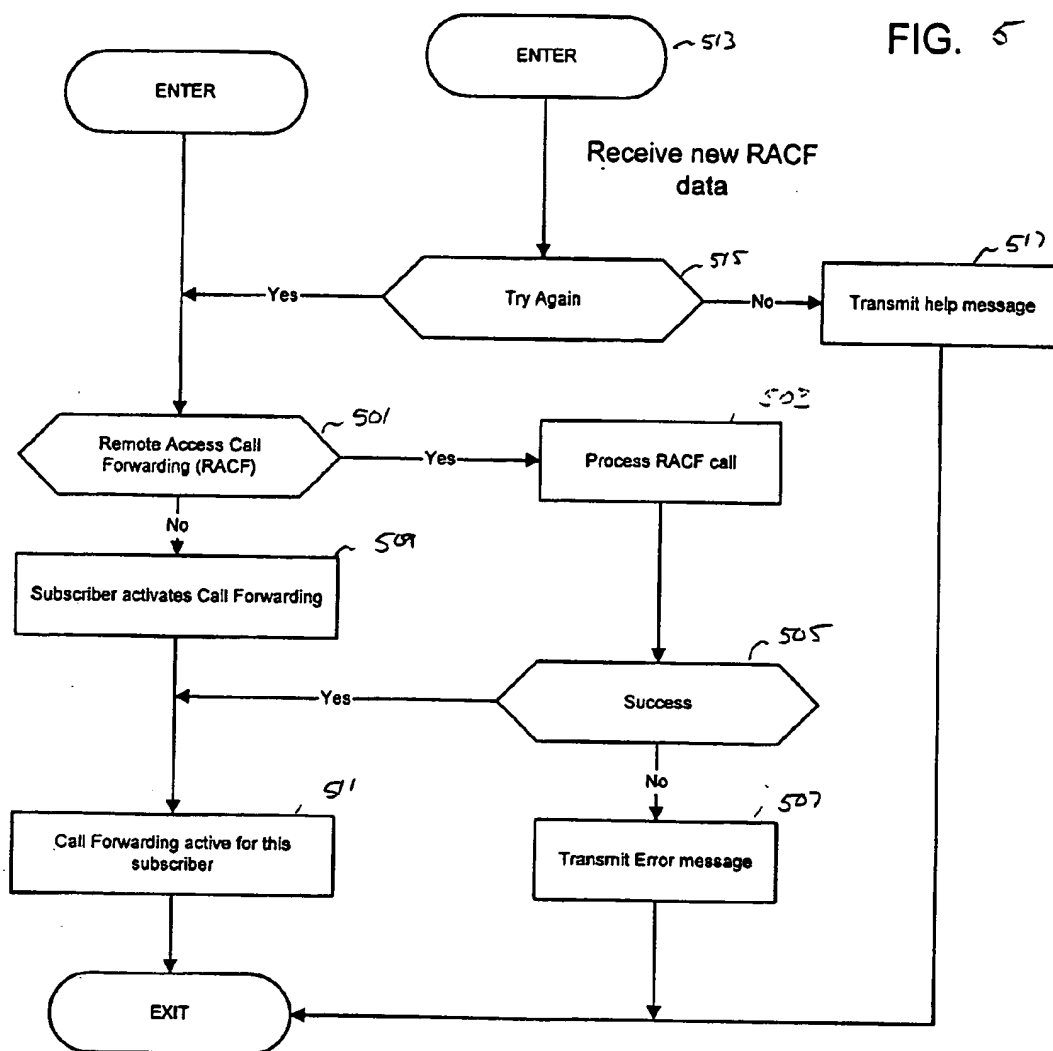 FIG. 5
ENTER
ENTER
513
Receive new RACF
data
515
517
Yes
Try Again
No
Transmit help message
501
503
Remote Access Call
Forwarding (RACF)
Yes
Process RACF call
No
509
Subscriber activates Call Forwarding
505
Yes
Success
No
511
507
Call Forwarding active for this
subscriber
Transmit Error message
EXIT